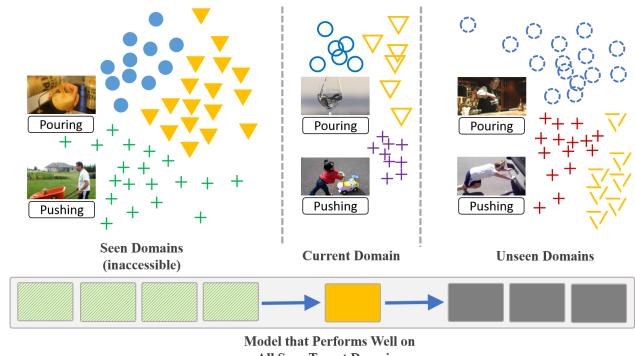 Pouring
Pushing
Pouring
Pushing
Pouring
Pushing
Seen Domains
(inaccessible)
Current Domain
Unseen Domains
Model that Performs Well on